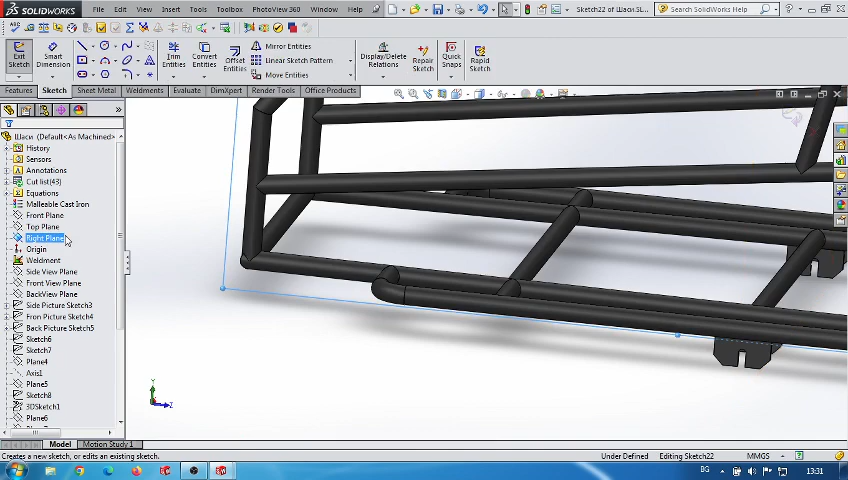 SOLIDWORKS File Edit View Insert Tools Toolbox PhotoView 360 Window Help Sketch22 of Шаси.SL... Search SolidWorks Help
Exit Sketch Smart Dimension Trim Entities Convert Entities Offset Entities Mirror Entities Linear Sketch Pattern Move Entities Display/Delete Relations Repair Sketch Quick Snaps Rapid Sketch
Features Sketch Sheet Metal Weldments Evaluate DimXpert Render Tools Office Products
Шаси (Default<As Machined>
History
Sensors
Annotations
Cut list(43)
Equations
Malleable Cast Iron
Front Plane
Top Plane
Right Plane
Origin
Weldment
Side View Plane
Front View Plane
BackView Plane
Side Picture Sketch3
Fron Picture Sketch4
Back Picture Sketch5
Sketch6
Sketch7
Plane4
Axis1
Plane5
Sketch8
3DSketch1
Plane6
Y
Z
Model Motion Study 1
Creates a new sketch, or edits an existing sketch. Under Defined Editing Sketch22 MMGS
BG 13:31